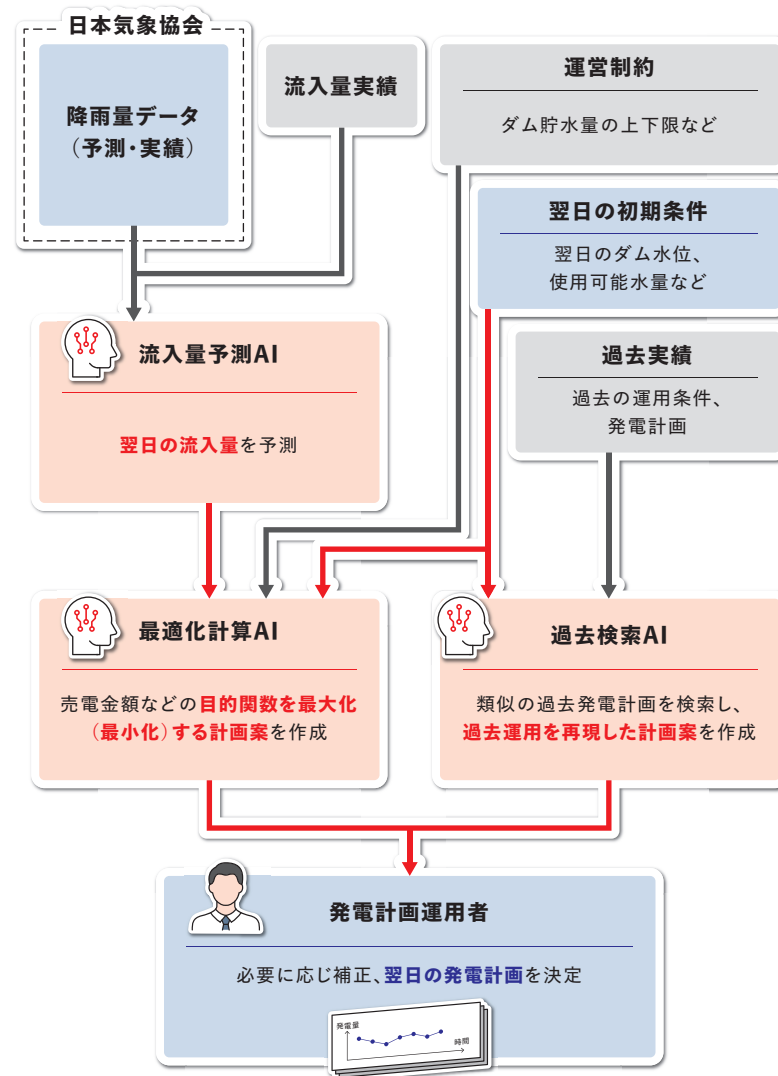 日本気象協会
降雨量データ
（予測・実績）
流入量実績
運営制約
ダム貯水量の上下限など
翌日の初期条件
翌日のダム水位、
使用可能水量など
過去実績
過去の運用条件、
発電計画
流入量予測AI
翌日の流入量を予測
最適化計算AI
売電金額などの目的関数を最大化
（最小化）する計画案を作成
過去検索AI
類似の過去発電計画を検索し、
過去運用を再現した計画案を作成
発電計画運用者
必要に応じ補正、翌日の発電計画を決定
発電量
時間